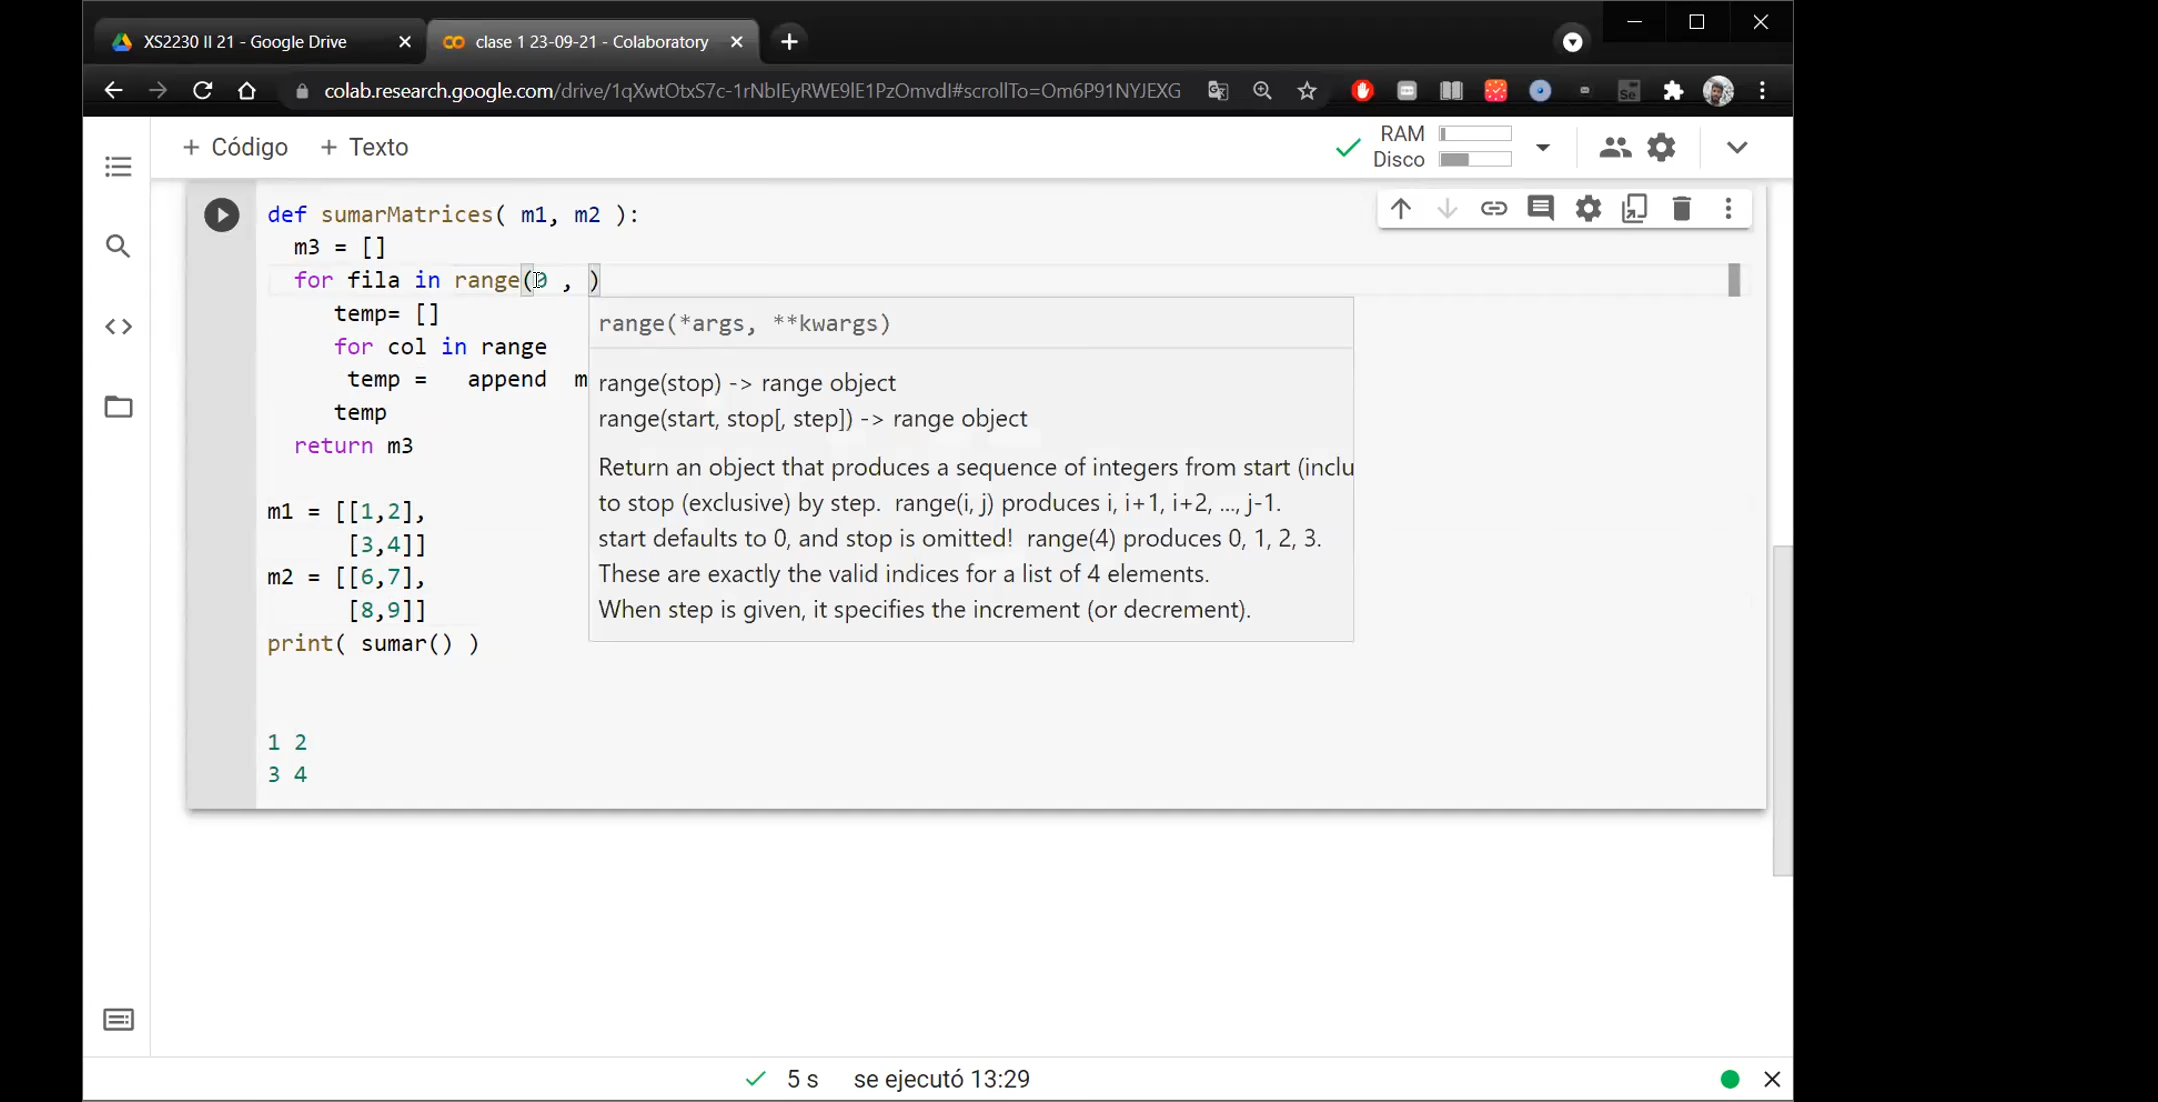 XS2230 II 21 - Google Drive
clase 1 23-09-21 - Colaboratory
colab.research.google.com/drive/1qXwtOtxS7c-1rNbIEyRWE9lE1PzOmvdI#scrollTo=Om6P91NYJEXG
+ Código + Texto
RAM
Disco
def sumarMatrices( m1, m2 ):
m3 = []
for fila in range(0 , )
temp= []
for col in range
temp = append m
temp
return m3
range(*args, **kwargs)
range(stop) -> range object
range(start, stop[, step]) -> range object
Return an object that produces a sequence of integers from start (inclu
to stop (exclusive) by step. range(i, j) produces i, i+1, i+2, ..., j-1.
start defaults to 0, and stop is omitted! range(4) produces 0, 1, 2, 3.
These are exactly the valid indices for a list of 4 elements.
When step is given, it specifies the increment (or decrement).
m1 = [[1,2],
[3,4]]
m2 = [[6,7],
[8,9]]
print( sumar() )
1 2
3 4
5 s se ejecutó 13:29